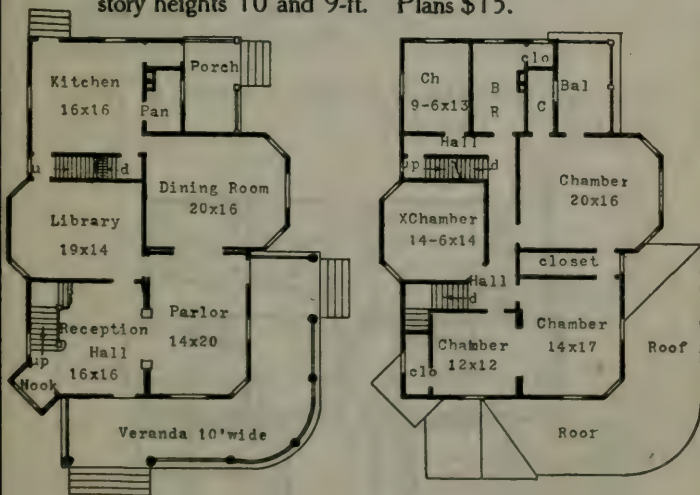 story heights 10 and 9-ft. Plans $15.
Kitchen
16x16
Pan
Porch
u
d
Dining Room
20x16
Library
19x14
Reception
Hall
16x16
up
Nook
Parlor
14x20
Veranda 10'wide
Ch
9-6x13
B
R
clo
C
Bal
Hall
up
d
Chamber
20x16
XChamber
14-6x14
closet
Hall
d
Chamber
12x12
clo
Chamber
14x17
Roof
Roof